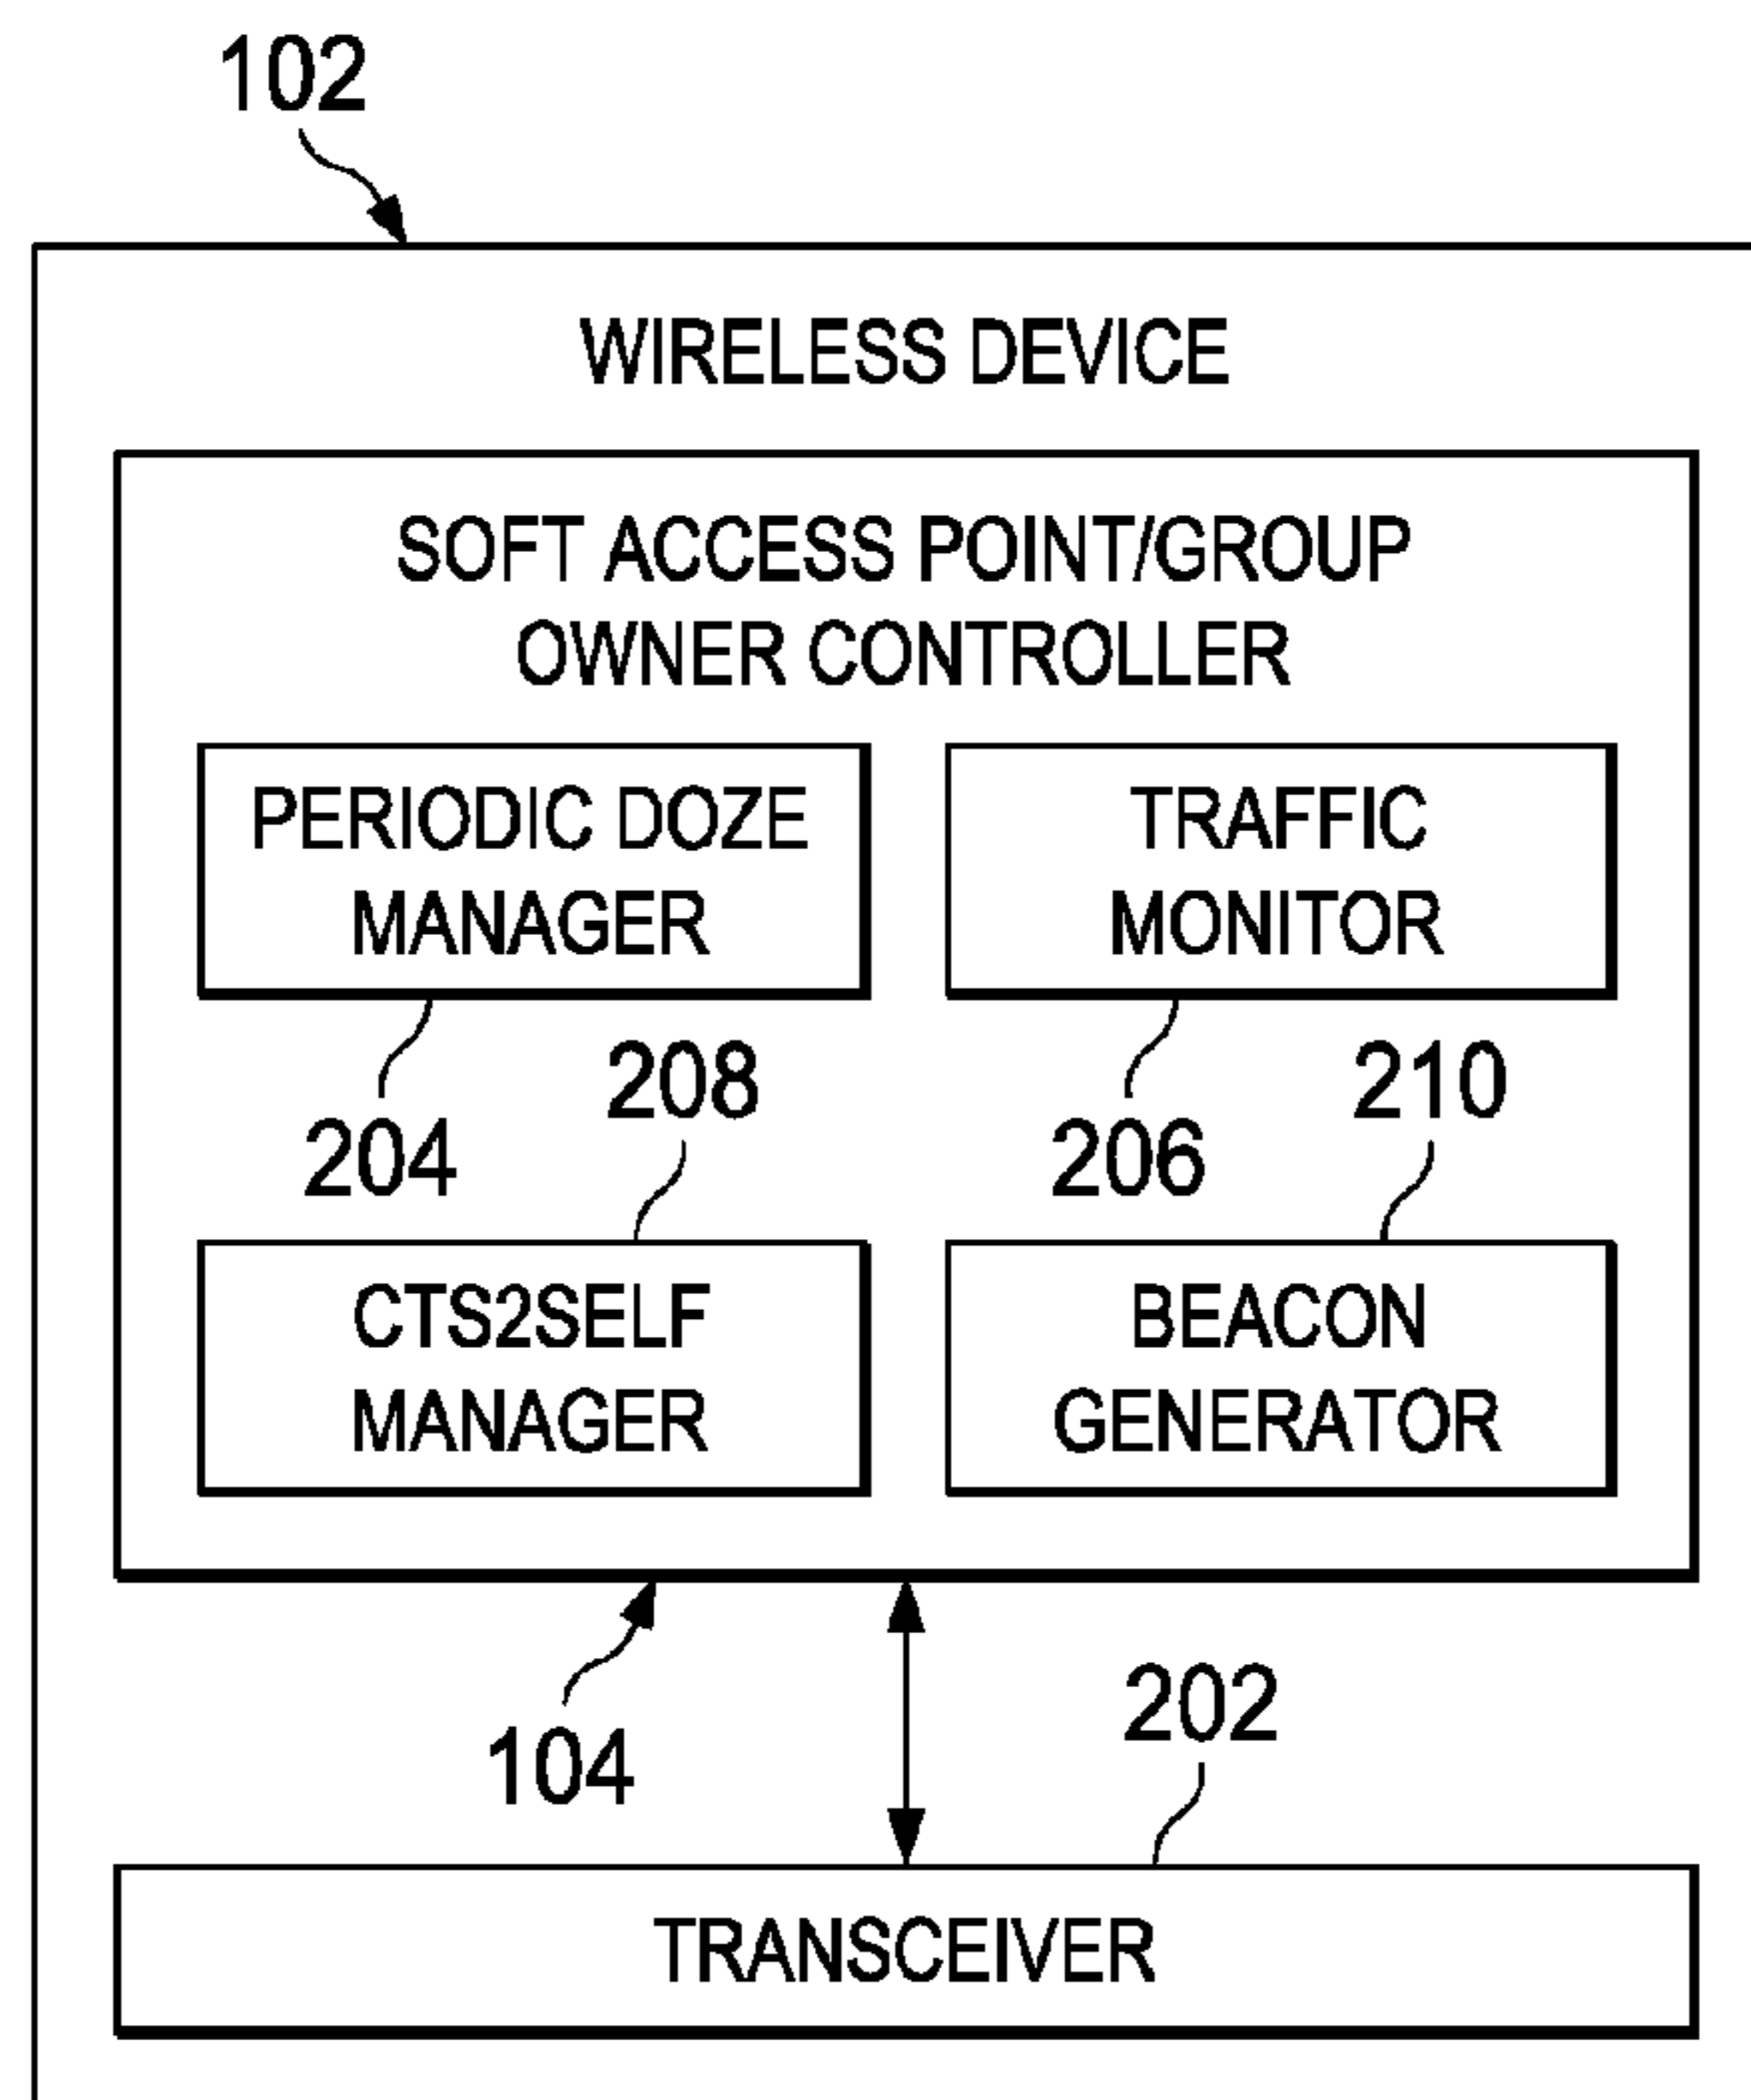 102
WIRELESS DEVICE
SOFT ACCESS POINT/GROUP
OWNER CONTROLLER
PERIODIC DOZE
MANAGER
TRAFFIC
MONITOR
204
208
206
210
CTS2SELF
MANAGER
BEACON
GENERATOR
104
202
TRANSCEIVER